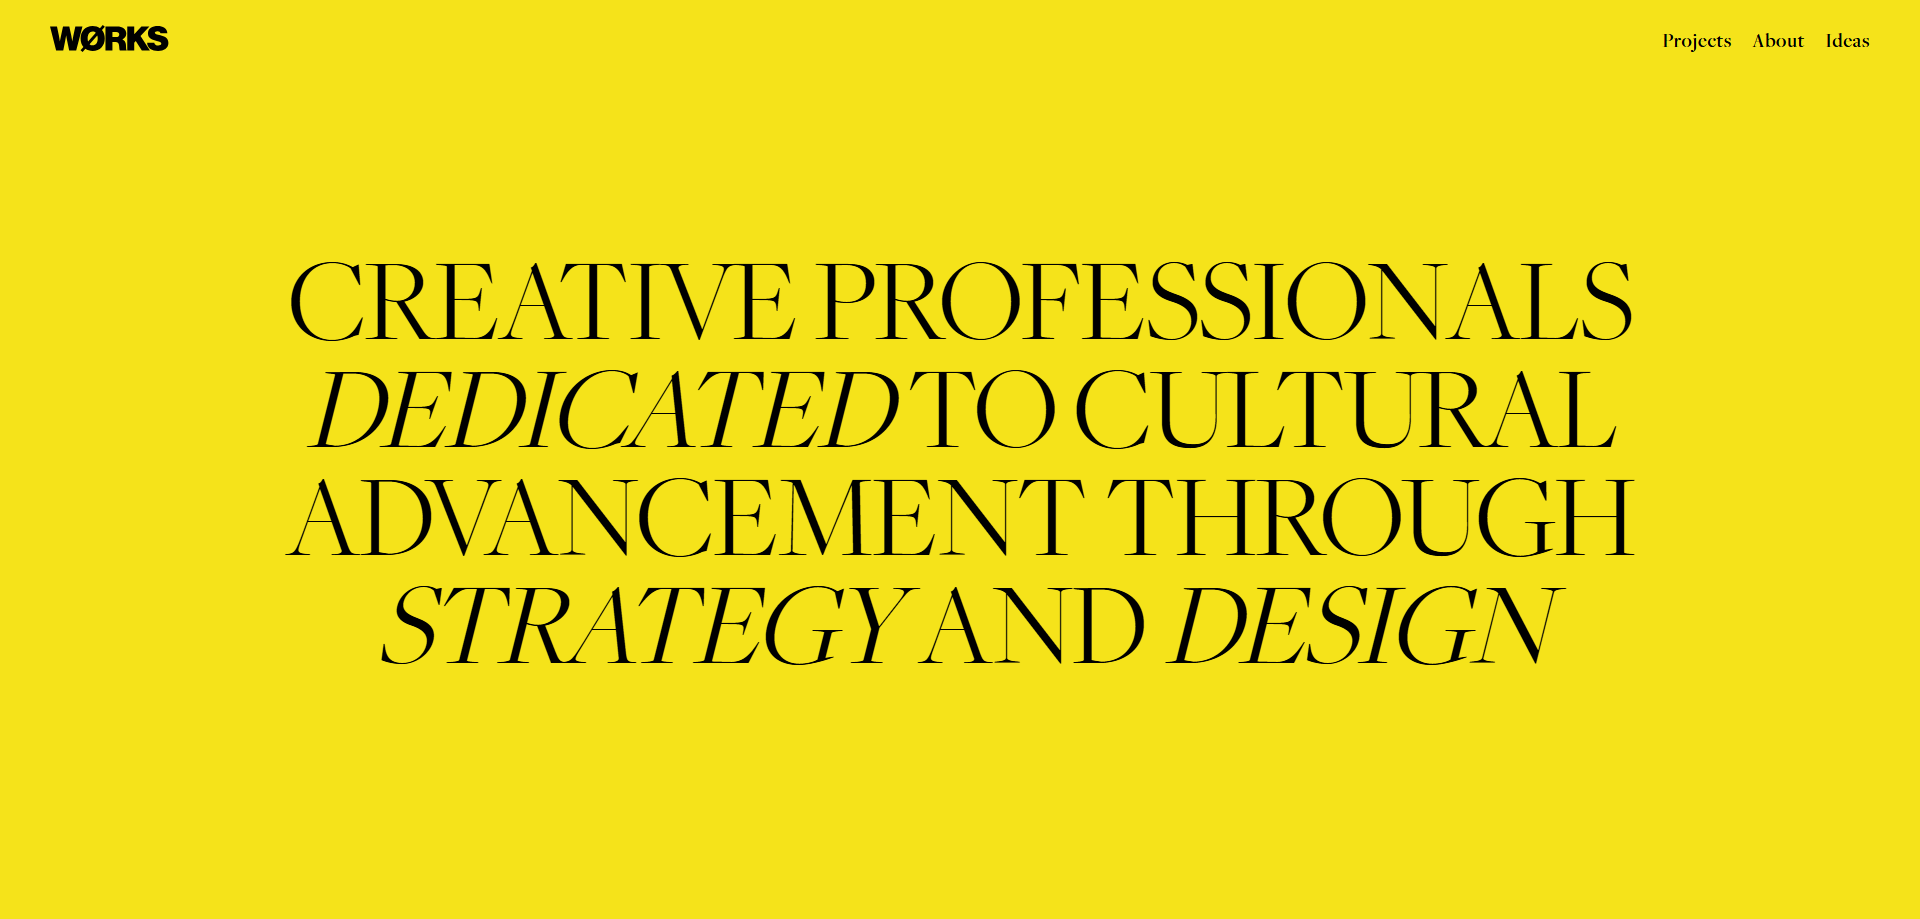 WØRKS
Projects About Ideas
CREATIVE PROFESSIONALS
DEDICATED TO CULTURAL
ADVANCEMENT THROUGH
STRATEGY AND DESIGN